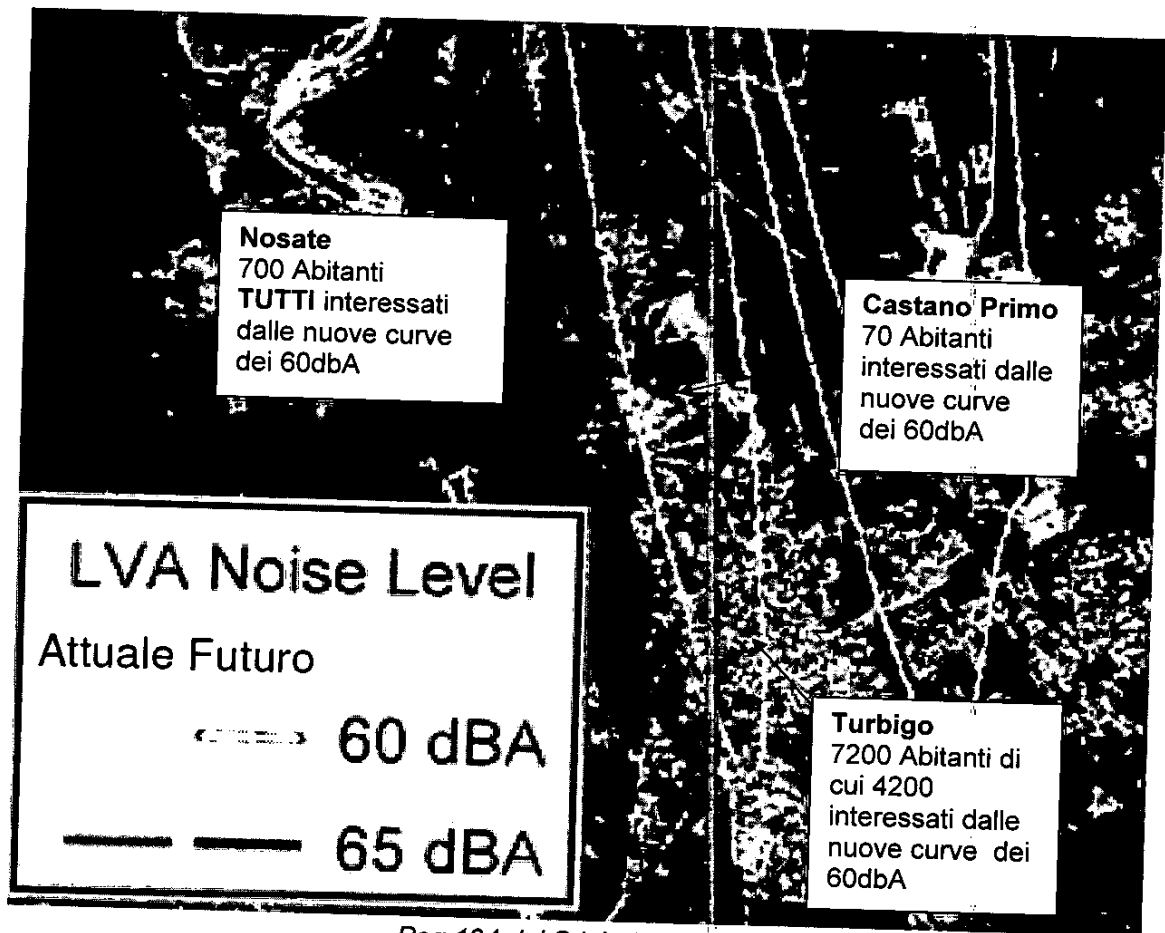 Nosate
700 Abitanti
TUTTI interessati
dalle nuove curve
dei 60dbA
Castano Primo
70 Abitanti
interessati dalle
nuove curve
dei 60dbA
LVA Noise Level
Attuale Futuro
60 dBA
65 dBA
Turbigo
7200 Abitanti di
cui 4200
interessati dalle
nuove curve dei
60dbA